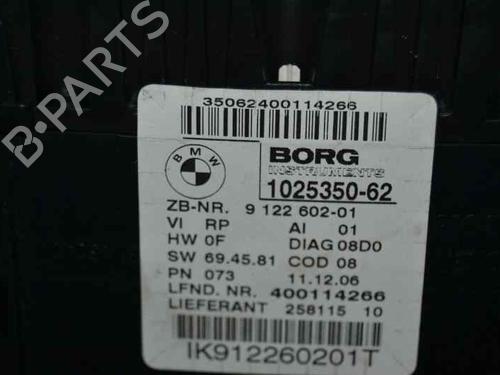 35062400114266
BMW
BORG
INSTRUMENTS
1025350-62
ZB-NR. 9 122 602-01
VI RP AI 01
HW 0F DIAG 08D0
SW 69.45.81 COD 08
PN 073 11.12.06
LFND. NR. 400114266
LIEFERANT 258115 10
IK912260201T
B-PARTS